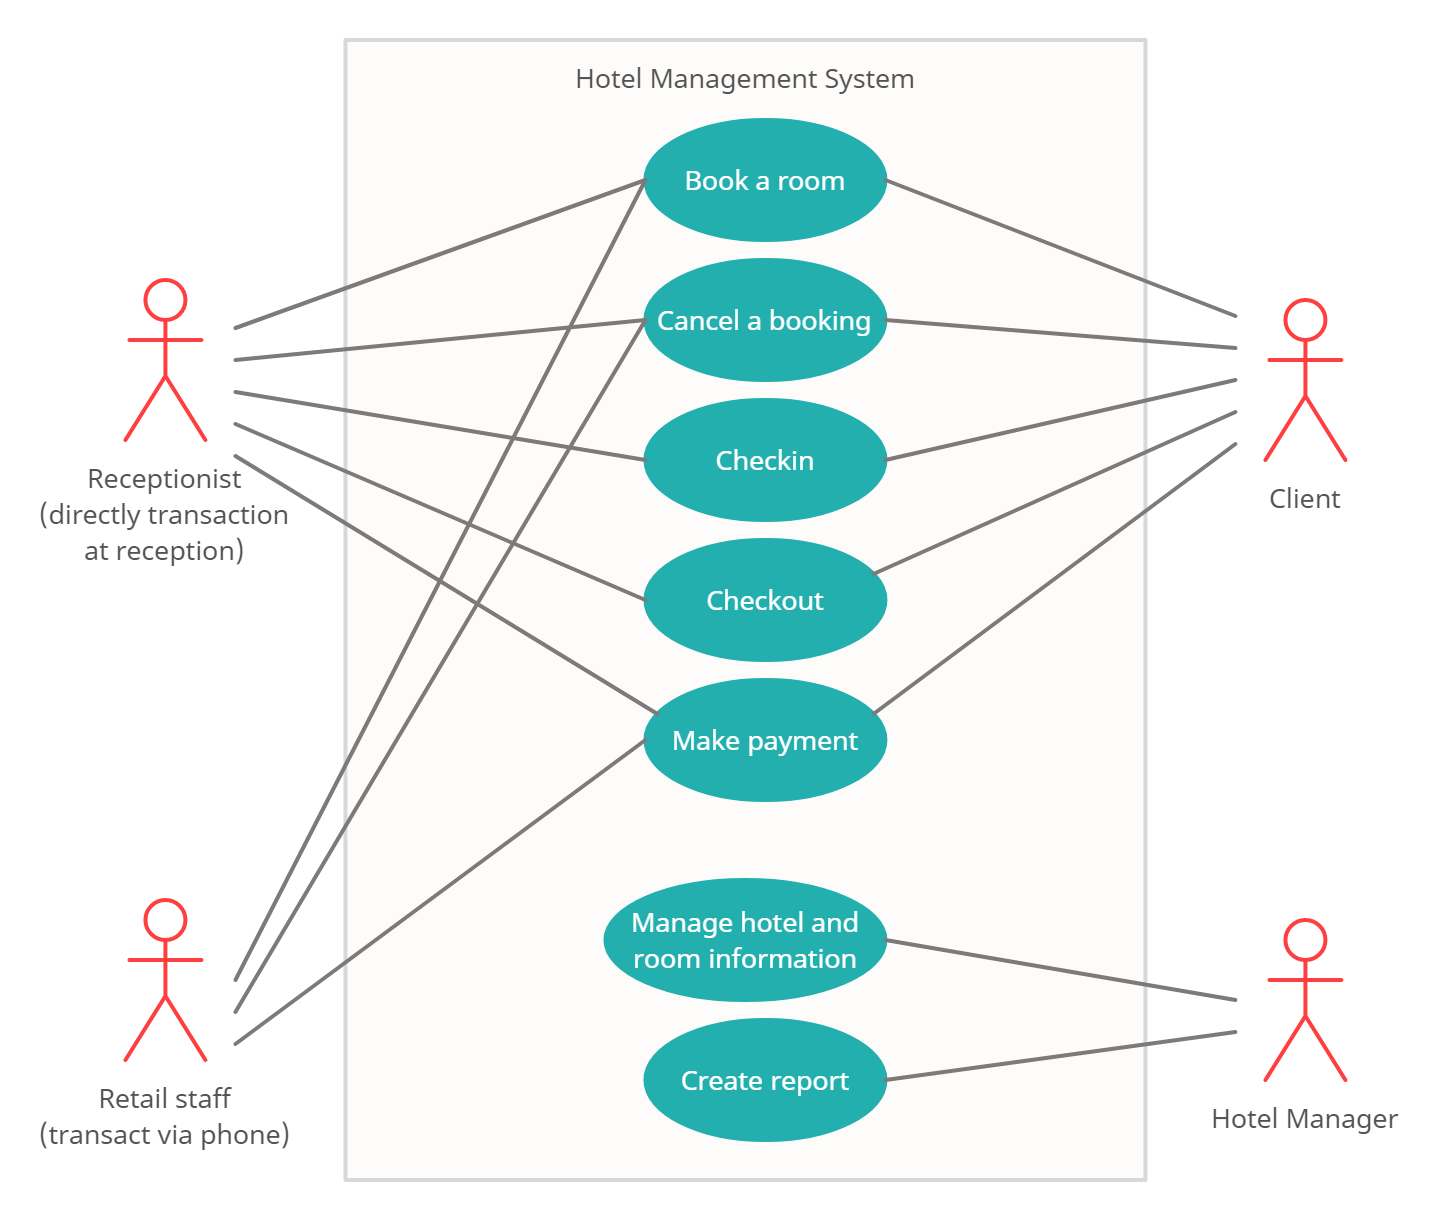 Hotel Management System
Book a room
Cancel a booking
Checkin
Checkout
Make payment
Manage hotel and
room information
Create report
Receptionist
(directly transaction
at reception)
Retail staff
(transact via phone)
Client
Hotel Manager